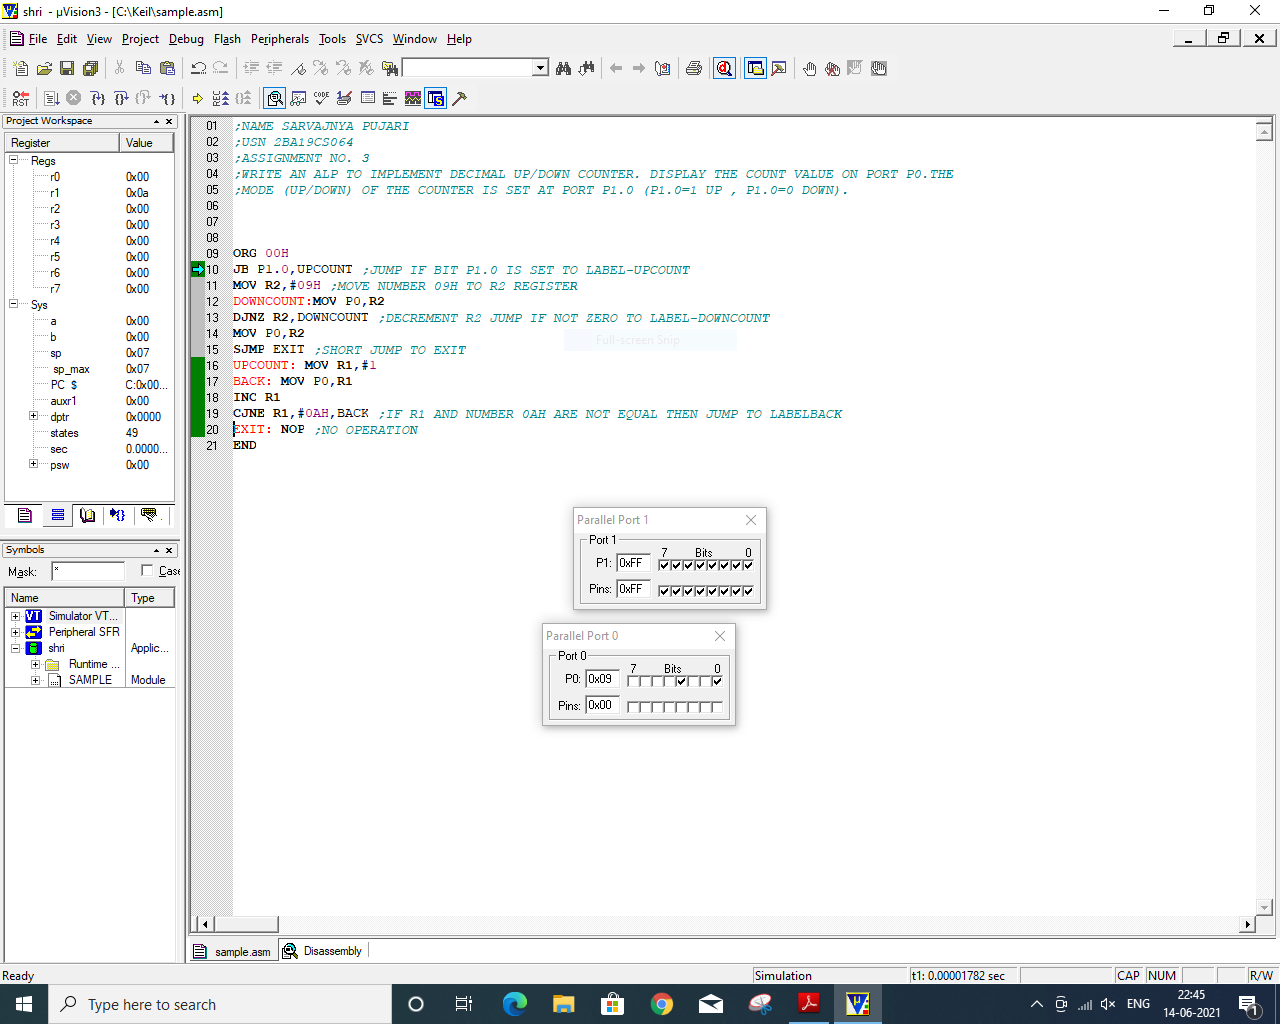 shri - µVision3 - [C:\Keil\sample.asm]
File Edit View Project Debug Flash Peripherals Tools SVCS Window Help
RST
CODE
Project Workspace
Register Value
Regs
r0 0x00
r1 0x0a
r2 0x00
r3 0x00
r4 0x00
r5 0x00
r6 0x00
r7 0x00
Sys
a 0x00
b 0x00
sp 0x07
sp_max 0x07
PC $ C:0x00...
auxr1 0x00
dptr 0x0000
states 49
sec 0.0000...
psw 0x00
Symbols
Mask: * Case
Name Type
Simulator VT...
Peripheral SFR
shri Applic...
Runtime ...
SAMPLE Module
01 ;NAME SARVAJNYA PUJARI
02 ;USN 2BA19CS064
03 ;ASSIGNMENT NO. 3
04 ;WRITE AN ALP TO IMPLEMENT DECIMAL UP/DOWN COUNTER. DISPLAY THE COUNT VALUE ON PORT P0.THE
05 ;MODE (UP/DOWN) OF THE COUNTER IS SET AT PORT P1.0 (P1.0=1 UP , P1.0=0 DOWN).
06
07
08
09 ORG 00H
10 JB P1.0,UPCOUNT ;JUMP IF BIT P1.0 IS SET TO LABEL-UPCOUNT
11 MOV R2,#09H ;MOVE NUMBER 09H TO R2 REGISTER
12 DOWNCOUNT:MOV P0,R2
13 DJNZ R2,DOWNCOUNT ;DECREMENT R2 JUMP IF NOT ZERO TO LABEL-DOWNCOUNT
14 MOV P0,R2
Full-screen Snip
15 SJMP EXIT ;SHORT JUMP TO EXIT
16 UPCOUNT: MOV R1,#1
17 BACK: MOV P0,R1
18 INC R1
19 CJNE R1,#0AH,BACK ;IF R1 AND NUMBER 0AH ARE NOT EQUAL THEN JUMP TO LABELBACK
20 EXIT: NOP ;NO OPERATION
21 END
Parallel Port 1
Port 1
7 Bits 0
P1: 0xFF
Pins: 0xFF
Parallel Port 0
Port 0
7 Bits 0
P0: 0x09
Pins: 0x00
sample.asm Disassembly
Ready Simulation t1: 0.00001782 sec CAP NUM R/W
Type here to search
ENG 22:45
14-06-2021
1